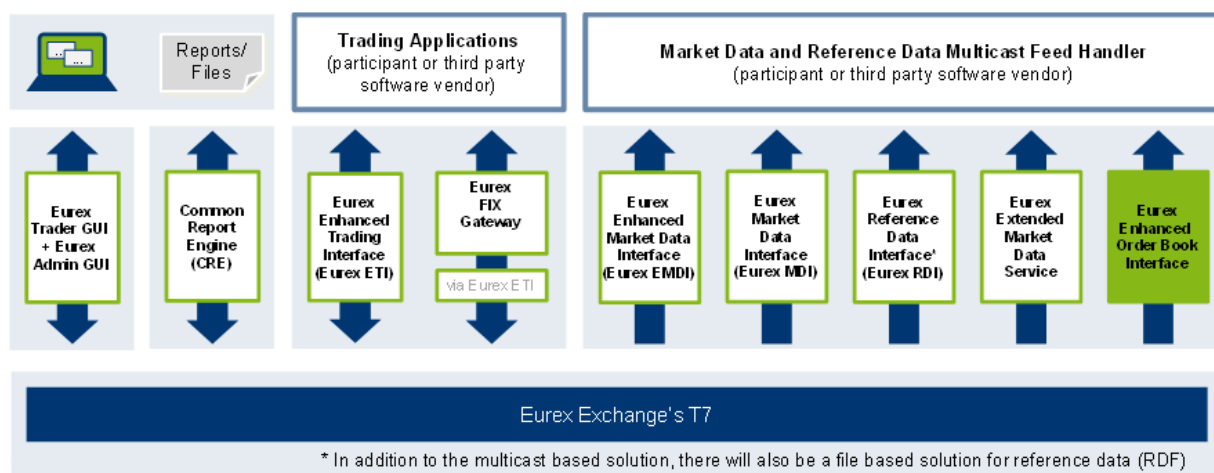 ...
...
Reports/
Files
Trading Applications
(participant or third party
software vendor)
Market Data and Reference Data Multicast Feed Handler
(participant or third party software vendor)
Eurex
Trader GUI
+ Eurex
Admin GUI
Common
Report
Engine
(CRE)
Eurex
Enhanced
Trading
Interface
(Eurex ETI)
Eurex
FIX
Gateway
via Eurex ETI
Eurex
Enhanced
Market Data
Interface
(Eurex EMDI)
Eurex
Market
Data
Interface
(Eurex MDI)
Eurex
Reference
Data
Interface*
(Eurex RDI)
Eurex
Extended
Market
Data
Service
Eurex
Enhanced
Order Book
Interface
Eurex Exchange's T7
* In addition to the multicast based solution, there will also be a file based solution for reference data (RDF)